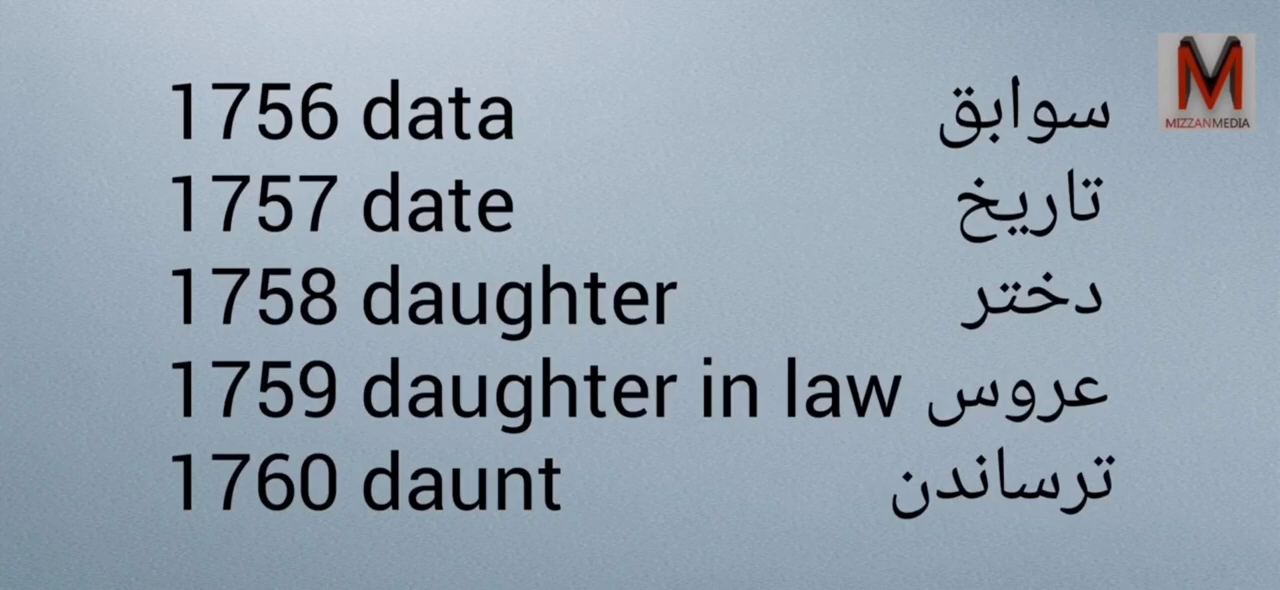 1756 data سوابق
1757 date تاریخ
1758 daughter دختر
1759 daughter in law عروس
1760 daunt ترساندن
M
MIZZANMEDIA